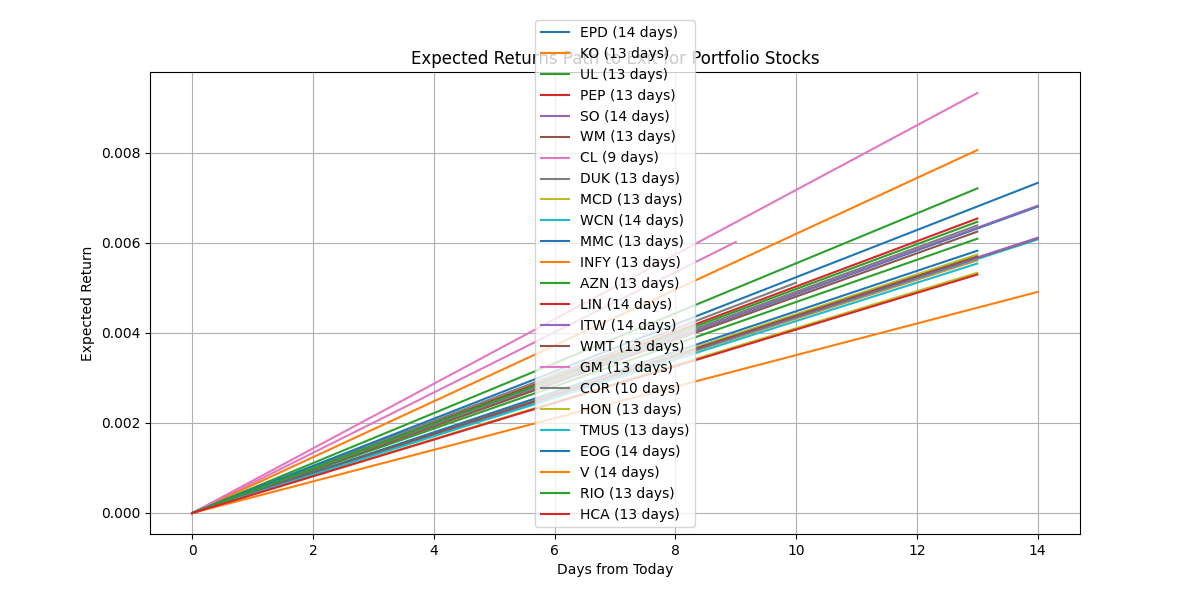 Expected Returns Path to Exit for Portfolio Stocks
EPD (14 days)
KO (13 days)
UL (13 days)
PEP (13 days)
SO (14 days)
WM (13 days)
CL (9 days)
DUK (13 days)
MCD (13 days)
WCN (14 days)
MMC (13 days)
INFY (13 days)
AZN (13 days)
LIN (14 days)
ITW (14 days)
WMT (13 days)
GM (13 days)
COR (10 days)
HON (13 days)
TMUS (13 days)
EOG (14 days)
V (14 days)
RIO (13 days)
HCA (13 days)
Expected Return
0.008
0.006
0.004
0.002
0.000
0 2 4 6 8 10 12 14
Days from Today